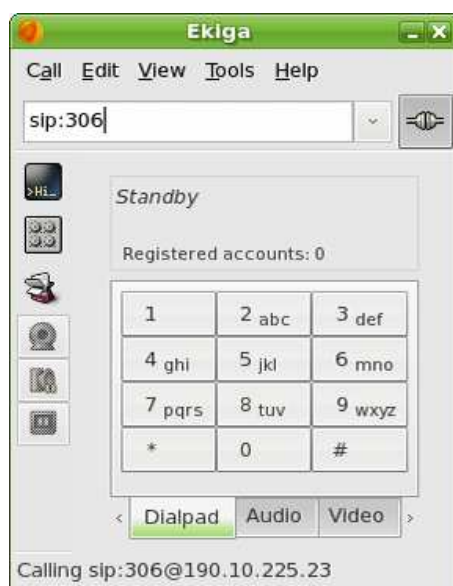 Ekiga
Call Edit View Tools Help
sip:306
>Hi_
Standby
Registered accounts: 0
1 2 abc 3 def
4 ghi 5 jkl 6 mno
7 pqrs 8 tuv 9 wxyz
* 0 #
Dialpad Audio Video
Calling sip:306@190.10.225.23